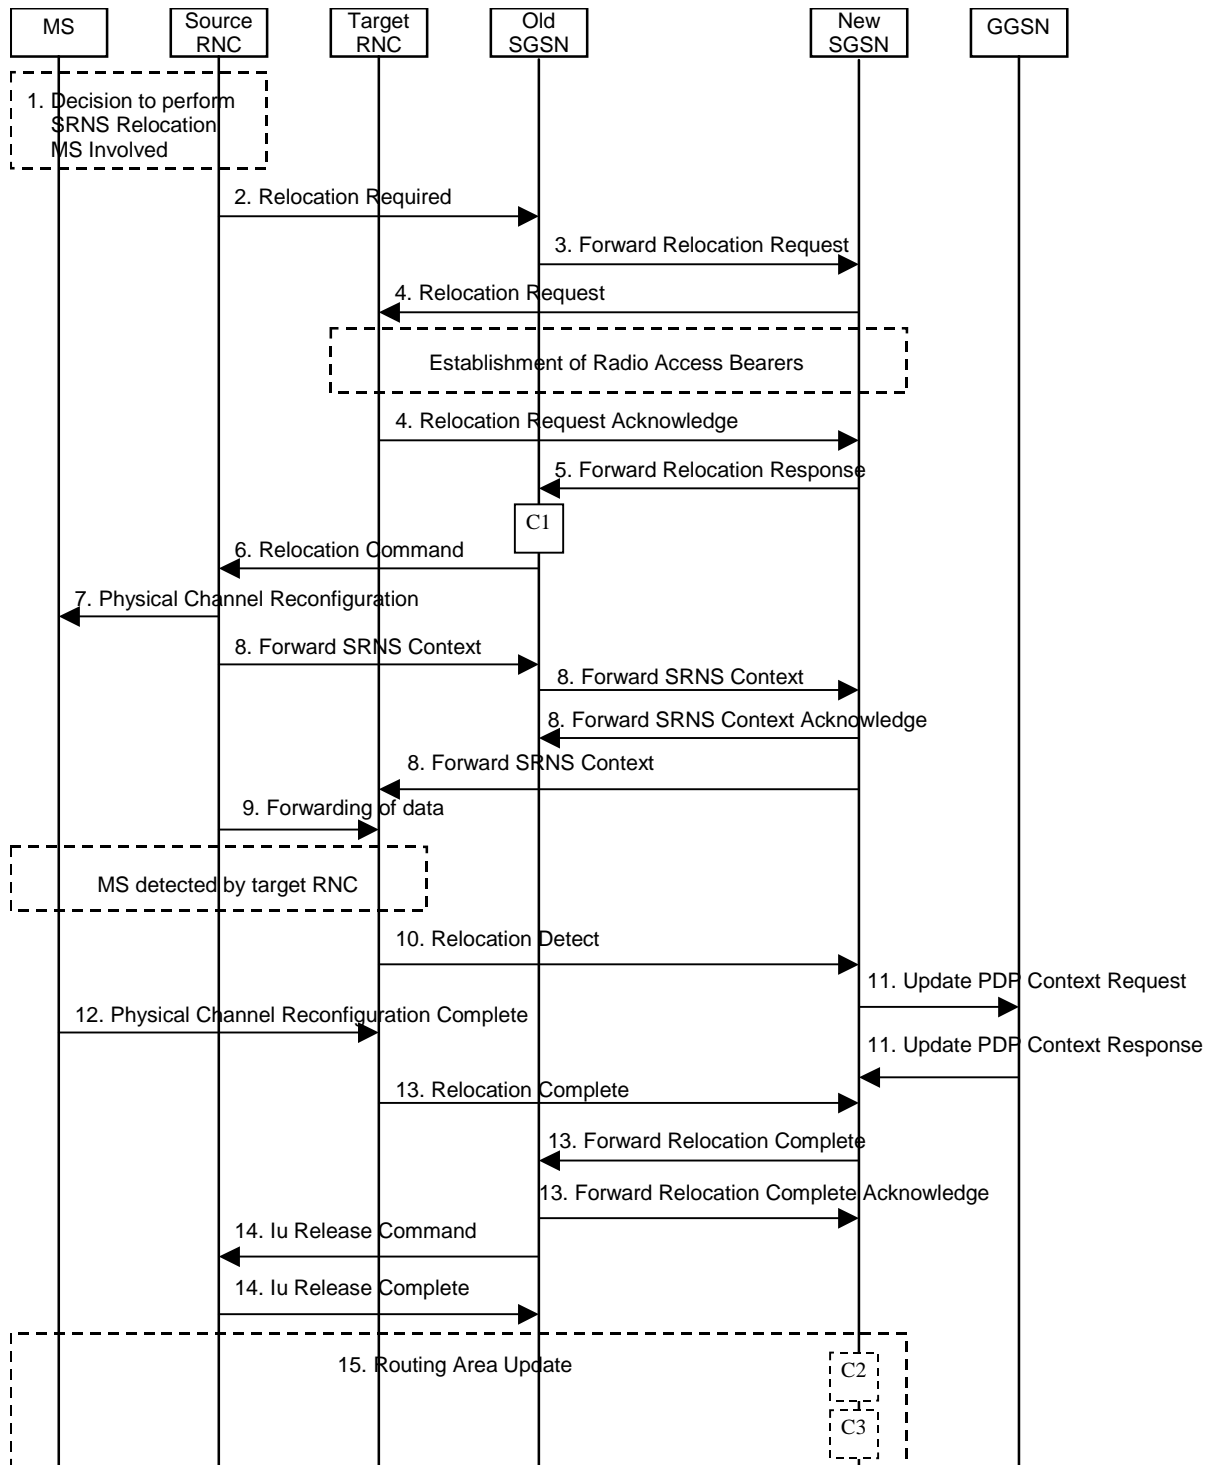 MS
Source
RNC
Target
RNC
Old
SGSN
New
SGSN
GGSN
1. Decision to perform
SRNS Relocation
MS Involved
2. Relocation Required
3. Forward Relocation Request
4. Relocation Request
Establishment of Radio Access Bearers
4. Relocation Request Acknowledge
5. Forward Relocation Response
C1
6. Relocation Command
7. Physical Channel Reconfiguration
8. Forward SRNS Context
8. Forward SRNS Context
8. Forward SRNS Context Acknowledge
8. Forward SRNS Context
9. Forwarding of data
MS detected by target RNC
10. Relocation Detect
11. Update PDP Context Request
12. Physical Channel Reconfiguration Complete
11. Update PDP Context Response
13. Relocation Complete
13. Forward Relocation Complete
13. Forward Relocation Complete Acknowledge
14. Iu Release Command
14. Iu Release Complete
15. Routing Area Update
C2
C3